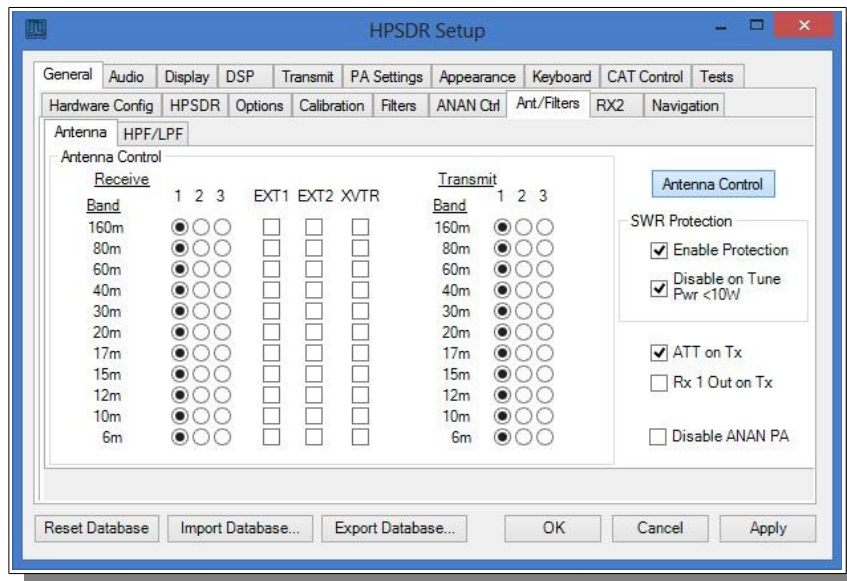 HPSDR Setup
General Audio Display DSP Transmit PA Settings Appearance Keyboard CAT Control Tests
Hardware Config HPSDR Options Calibration Filters ANAN Ctrl Ant/Filters RX2 Navigation
Antenna HPF/LPF
Antenna Control
Receive
Band 1 2 3 EXT1 EXT2 XVTR
160m
80m
60m
40m
30m
20m
17m
15m
12m
10m
6m
Transmit
Band 1 2 3
160m
80m
60m
40m
30m
20m
17m
15m
12m
10m
6m
Antenna Control
SWR Protection
Enable Protection
Disable on Tune
Pwr <10W
ATT on Tx
Rx 1 Out on Tx
Disable ANAN PA
Reset Database Import Database... Export Database... OK Cancel Apply